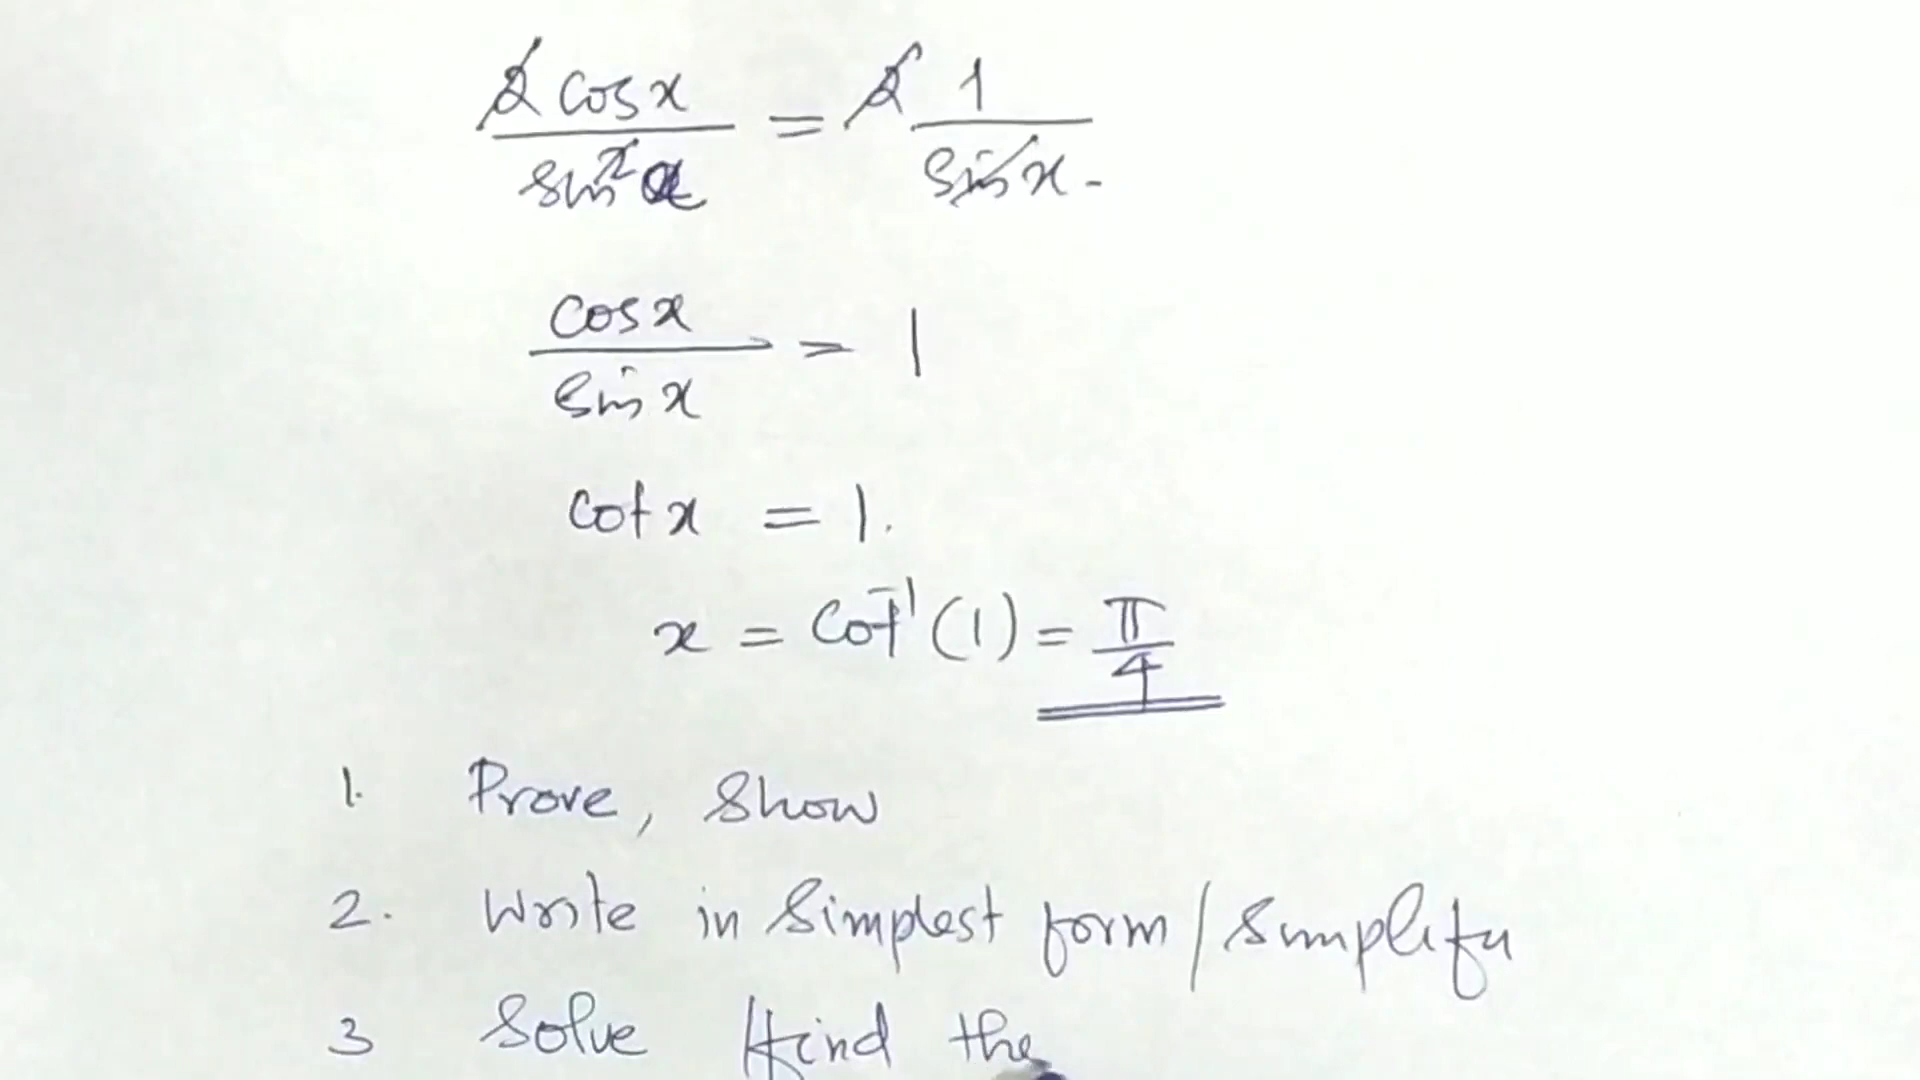 2 cos x / sin² x = 2 1 / sin x
cos x / sin x = 1
cot x = 1.
x = cot⁻¹(1) = π/4
1. Prove, Show
2. Write in Simplest form / Simplify
3 Solve / find the